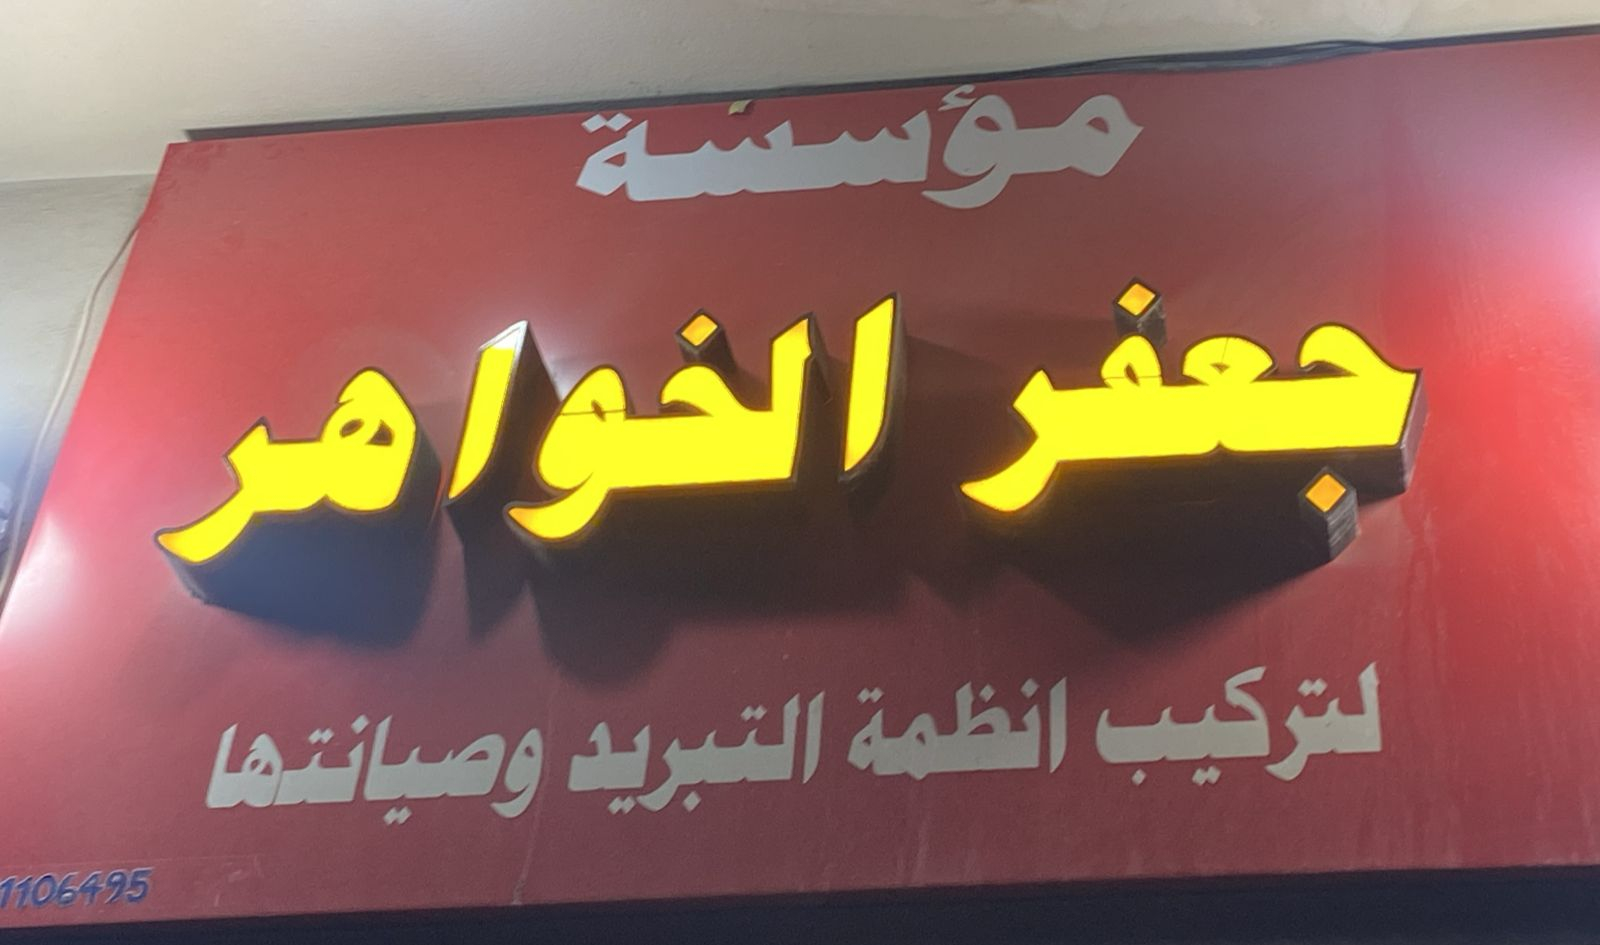 مؤسسة
جعفر الخواهر
لتركيب انظمة التبريد وصيانتها
1106495